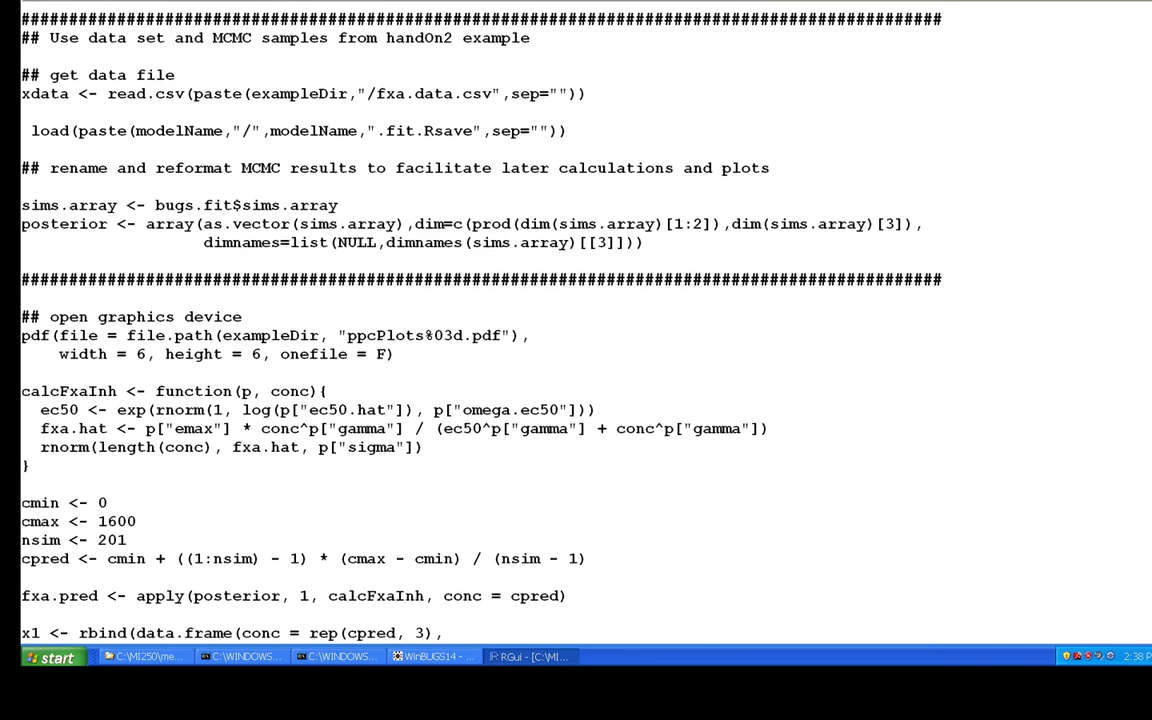 ##################################################################################################
## Use data set and MCMC samples from handOn2 example
## get data file
xdata <- read.csv(paste(exampleDir,"/fxa.data.csv",sep=""))
load(paste(modelName,"/",modelName,".fit.Rsave",sep=""))
## rename and reformat MCMC results to facilitate later calculations and plots
sims.array <- bugs.fit$sims.array
posterior <- array(as.vector(sims.array),dim=c(prod(dim(sims.array)[1:2]),dim(sims.array)[3]),
dimnames=list(NULL,dimnames(sims.array)[[3]]))
##################################################################################################
## open graphics device
pdf(file = file.path(exampleDir, "ppcPlots%03d.pdf"),
width = 6, height = 6, onefile = F)
calcFxaInh <- function(p, conc){
ec50 <- exp(rnorm(1, log(p["ec50.hat"]), p["omega.ec50"]))
fxa.hat <- p["emax"] * conc^p["gamma"] / (ec50^p["gamma"] + conc^p["gamma"])
rnorm(length(conc), fxa.hat, p["sigma"])
}
cmin <- 0
cmax <- 1600
nsim <- 201
cpred <- cmin + ((1:nsim) - 1) * (cmax - cmin) / (nsim - 1)
fxa.pred <- apply(posterior, 1, calcFxaInh, conc = cpred)
x1 <- rbind(data.frame(conc = rep(cpred, 3),
start C:\MI250\me... C:\WINDOWS... C:\WINDOWS... WinBUGS14 - ... RGui - [C:\MI... 2:38 P